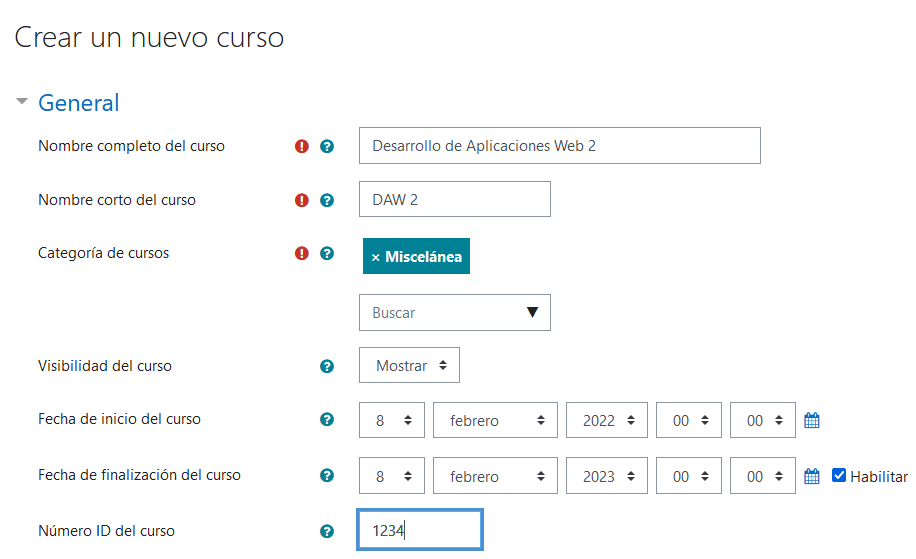 Crear un nuevo curso
General
Nombre completo del curso Desarrollo de Aplicaciones Web 2
Nombre corto del curso DAW 2
Categoría de cursos × Miscelánea
Buscar
Visibilidad del curso Mostrar
Fecha de inicio del curso 8 febrero 2022 00 00
Fecha de finalización del curso 8 febrero 2023 00 00 Habilitar
Número ID del curso 1234